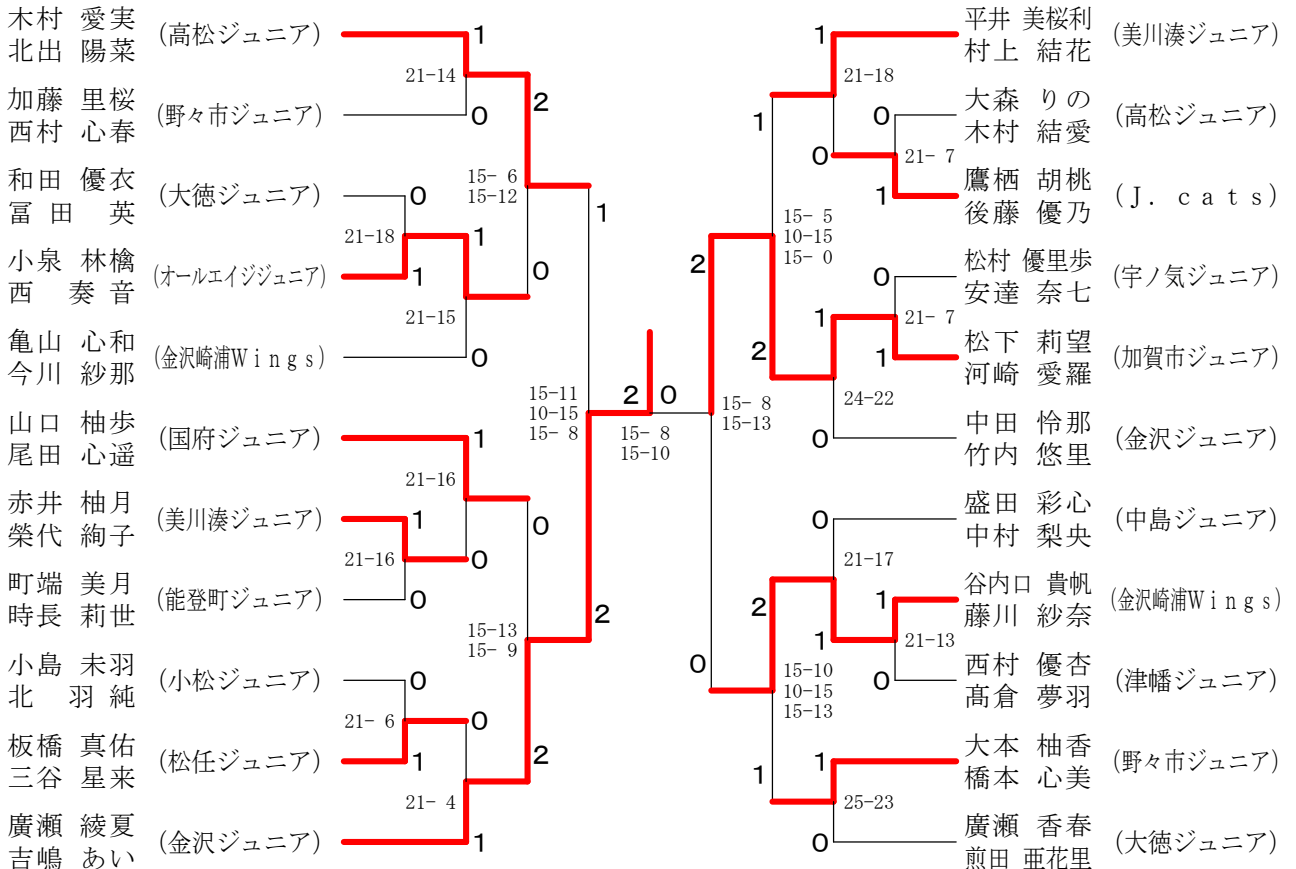 木村 愛実
北出 陽菜
(高松ジュニア)
1
21-14
加藤 里桜
西村 心春
(野々市ジュニア)
0
2
和田 優衣
冨田 英
(大徳ジュニア)
0
15- 6
15-12
21-18
1
小泉 林檎
西 奏音
(オールエイジジュニア)
1
0
21-15
亀山 心和
今川 紗那
(金沢崎浦Wings)
0
1
15-11
10-15
15- 8
山口 柚歩
尾田 心遥
(国府ジュニア)
1
21-16
赤井 柚月
榮代 絢子
(美川湊ジュニア)
1
0
21-16
0
町端 美月
時長 莉世
(能登町ジュニア)
0
2
15-13
15- 9
小島 未羽
北 羽純
(小松ジュニア)
0
21- 6
0
板橋 真佑
三谷 星来
(松任ジュニア)
1
2
21- 4
廣瀬 綾夏
吉嶋 あい
(金沢ジュニア)
1
2
0
15- 8
15-10
平井 美桜利
村上 結花
(美川湊ジュニア)
1
21-18
大森 りの
木村 結愛
(高松ジュニア)
0
1
0
21- 7
鷹栖 胡桃
後藤 優乃
(J. cats)
1
15- 5
10-15
15- 0
2
松村 優里歩
安達 奈七
(宇ノ気ジュニア)
0
1
21- 7
松下 莉望
河崎 愛羅
(加賀市ジュニア)
1
2
24-22
15- 8
15-13
中田 怜那
竹内 悠里
(金沢ジュニア)
0
盛田 彩心
中村 梨央
(中島ジュニア)
0
21-17
谷内口 貴帆
藤川 紗奈
(金沢崎浦Wings)
1
2
1
21-13
西村 優杏
髙倉 夢羽
(津幡ジュニア)
0
0
15-10
10-15
15-13
大本 柚香
橋本 心美
(野々市ジュニア)
1
1
25-23
廣瀬 香春
煎田 亜花里
(大徳ジュニア)
0